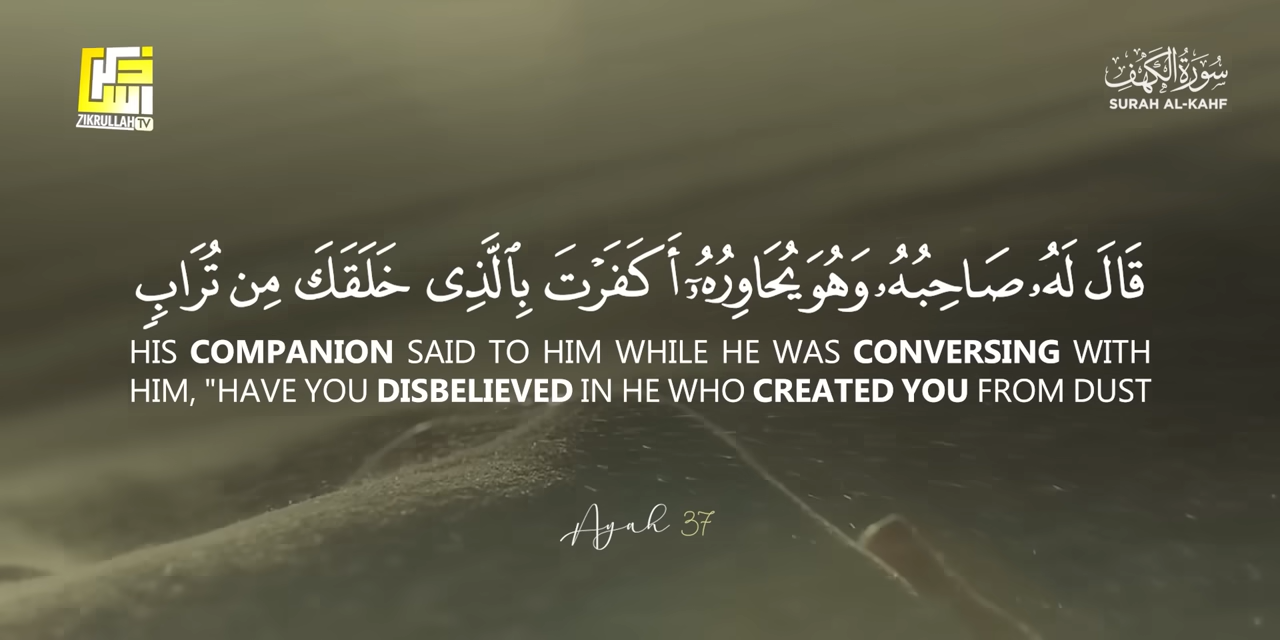 ZIKRULLAH TV
سُورَةُ الكَهْفِ
SURAH AL-KAHF
قَالَ لَهُۥ صَاحِبُهُۥ وَهُوَ يُحَاوِرُهُۥٓ أَكَفَرْتَ بِٱلَّذِى خَلَقَكَ مِن تُرَابٍ
HIS COMPANION SAID TO HIM WHILE HE WAS CONVERSING WITH
HIM, "HAVE YOU DISBELIEVED IN HE WHO CREATED YOU FROM DUST
Ayah 37